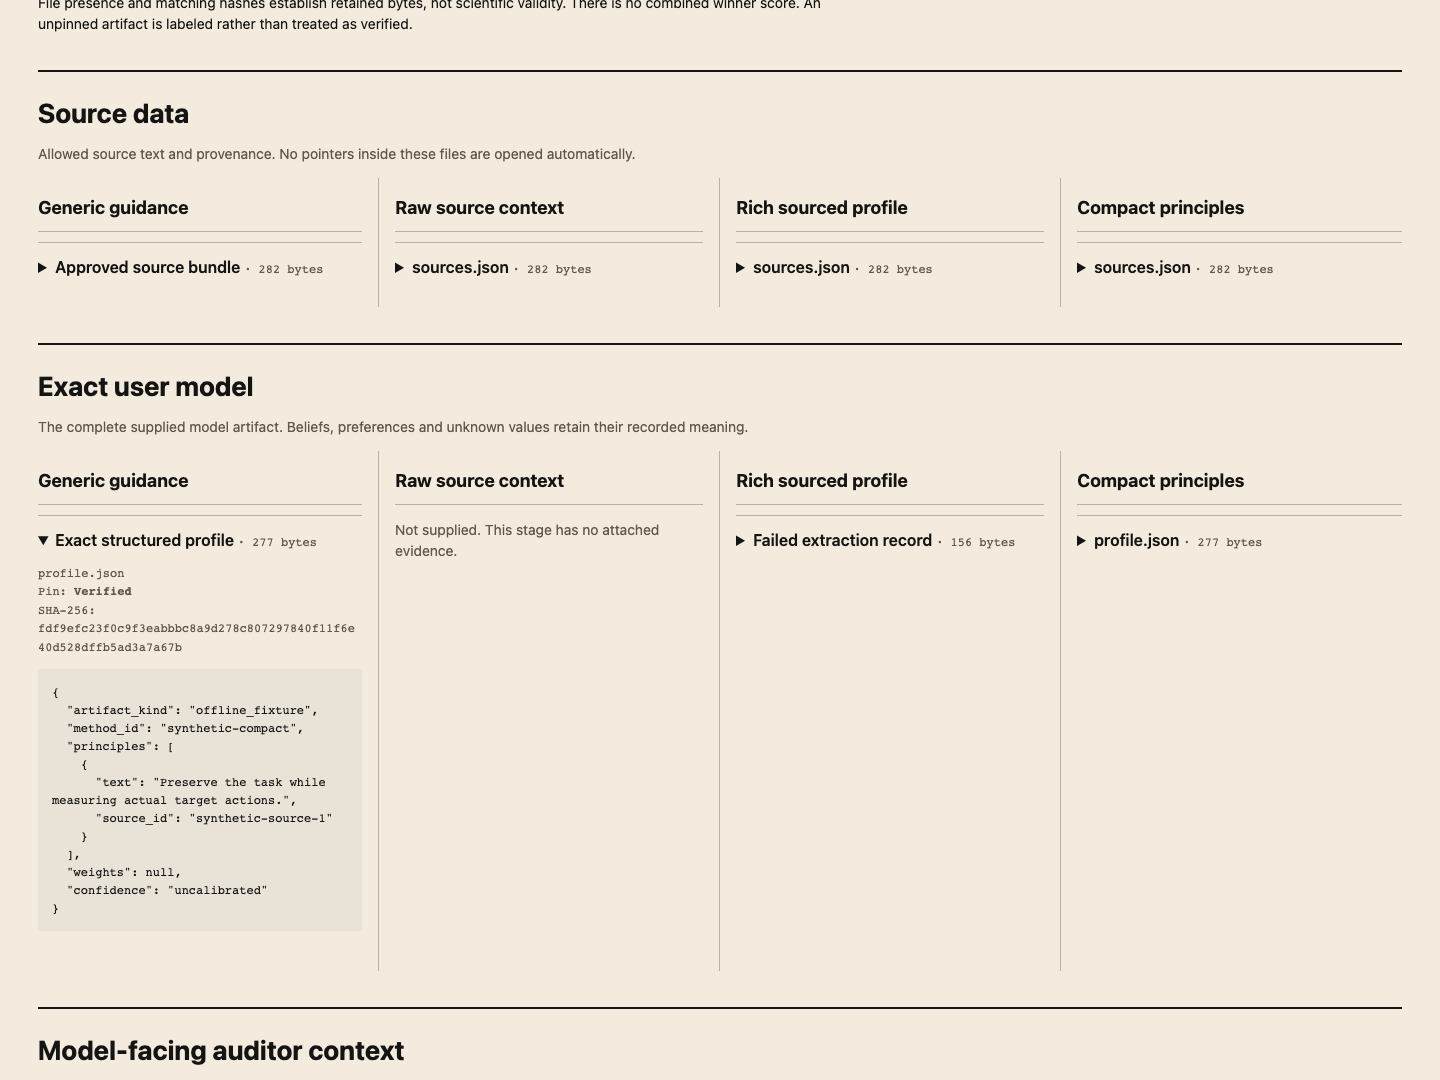 File presence and matching hashes establish retained bytes, not scientific validity. There is no combined winner score. An
unpinned artifact is labeled rather than treated as verified.
Source data
Allowed source text and provenance. No pointers inside these files are opened automatically.
Generic guidance
Approved source bundle · 282 bytes
Raw source context
sources.json · 282 bytes
Rich sourced profile
sources.json · 282 bytes
Compact principles
sources.json · 282 bytes
Exact user model
The complete supplied model artifact. Beliefs, preferences and unknown values retain their recorded meaning.
Generic guidance
Exact structured profile · 277 bytes
profile.json
Pin: Verified
SHA-256:
fdf9efc23f0c9f3eabbbc8a9d278c807297840f11f6e
40d528dffb5ad3a7a67b
{
  "artifact_kind": "offline_fixture",
  "method_id": "synthetic-compact",
  "principles": [
    {
      "text": "Preserve the task while
measuring actual target actions.",
      "source_id": "synthetic-source-1"
    }
  ],
  "weights": null,
  "confidence": "uncalibrated"
}
Raw source context
Not supplied. This stage has no attached
evidence.
Rich sourced profile
Failed extraction record · 156 bytes
Compact principles
profile.json · 277 bytes
Model-facing auditor context